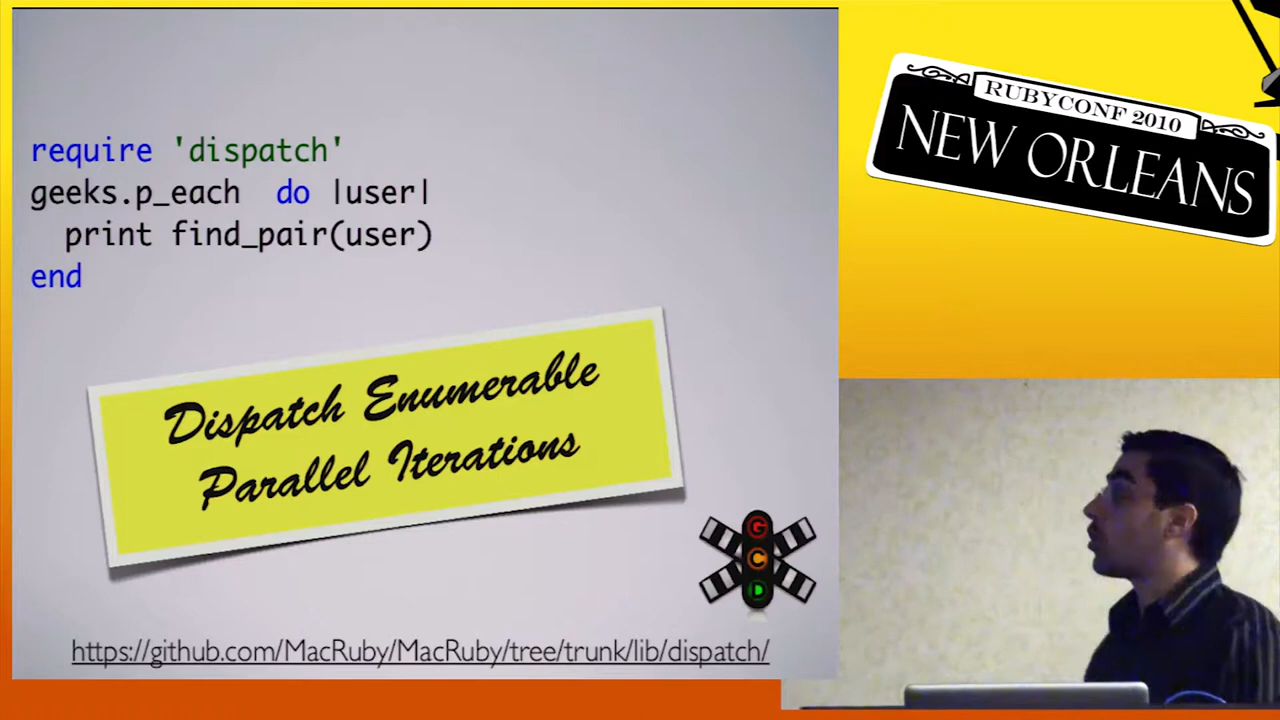 require 'dispatch'
geeks.p_each do |user|
print find_pair(user)
end
Dispatch Enumerable
Parallel Iterations
G
C
D
https://github.com/MacRuby/MacRuby/tree/trunk/lib/dispatch/
RUBYCONF 2010
NEW ORLEANS